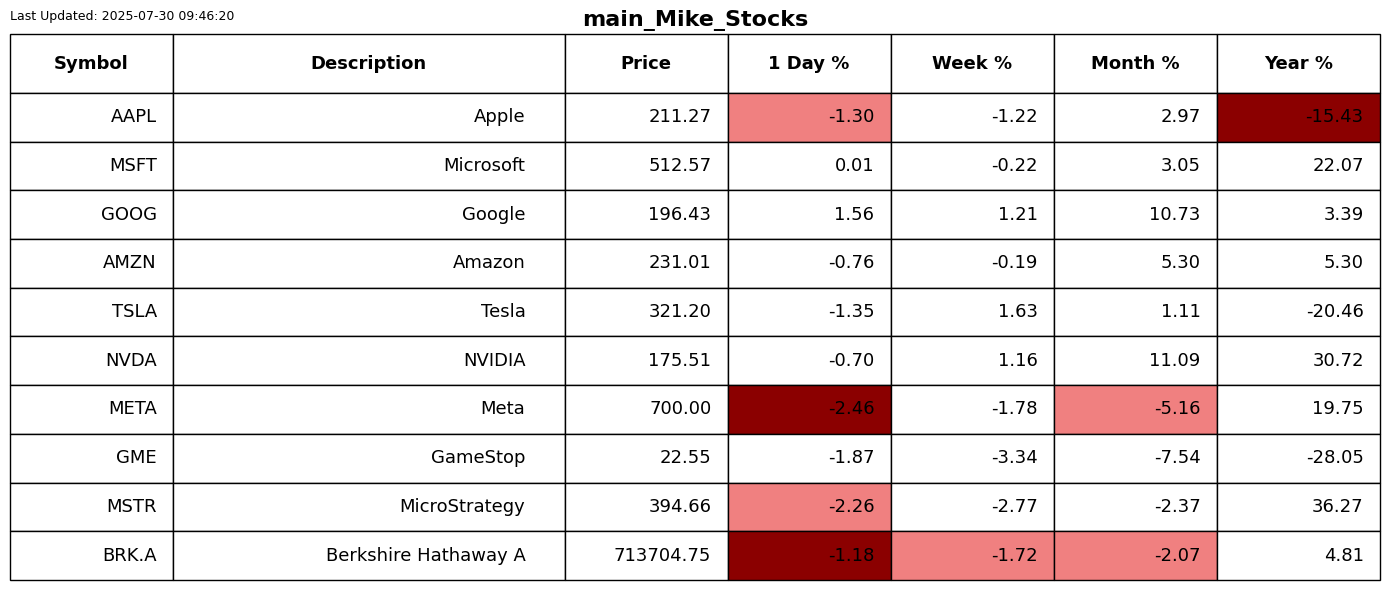 Last Updated: 2025-07-30 09:46:20
main_Mike_Stocks
Symbol Description Price 1 Day % Week % Month % Year %
AAPL Apple 211.27 -1.30 -1.22 2.97 -15.43
MSFT Microsoft 512.57 0.01 -0.22 3.05 22.07
GOOG Google 196.43 1.56 1.21 10.73 3.39
AMZN Amazon 231.01 -0.76 -0.19 5.30 5.30
TSLA Tesla 321.20 -1.35 1.63 1.11 -20.46
NVDA NVIDIA 175.51 -0.70 1.16 11.09 30.72
META Meta 700.00 -2.46 -1.78 -5.16 19.75
GME GameStop 22.55 -1.87 -3.34 -7.54 -28.05
MSTR MicroStrategy 394.66 -2.26 -2.77 -2.37 36.27
BRK.A Berkshire Hathaway A 713704.75 -1.18 -1.72 -2.07 4.81